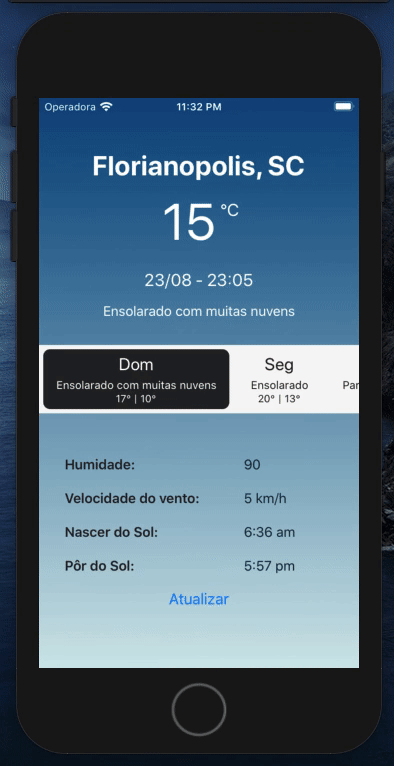 Operadora 11:32 PM
Florianopolis, SC
15 °C
23/08 - 23:05
Ensolarado com muitas nuvens
Dom Seg
Ensolarado com muitas nuvens Ensolarado Par
17° | 10° 20° | 13°
Humidade: 90
Velocidade do vento: 5 km/h
Nascer do Sol: 6:36 am
Pôr do Sol: 5:57 pm
Atualizar